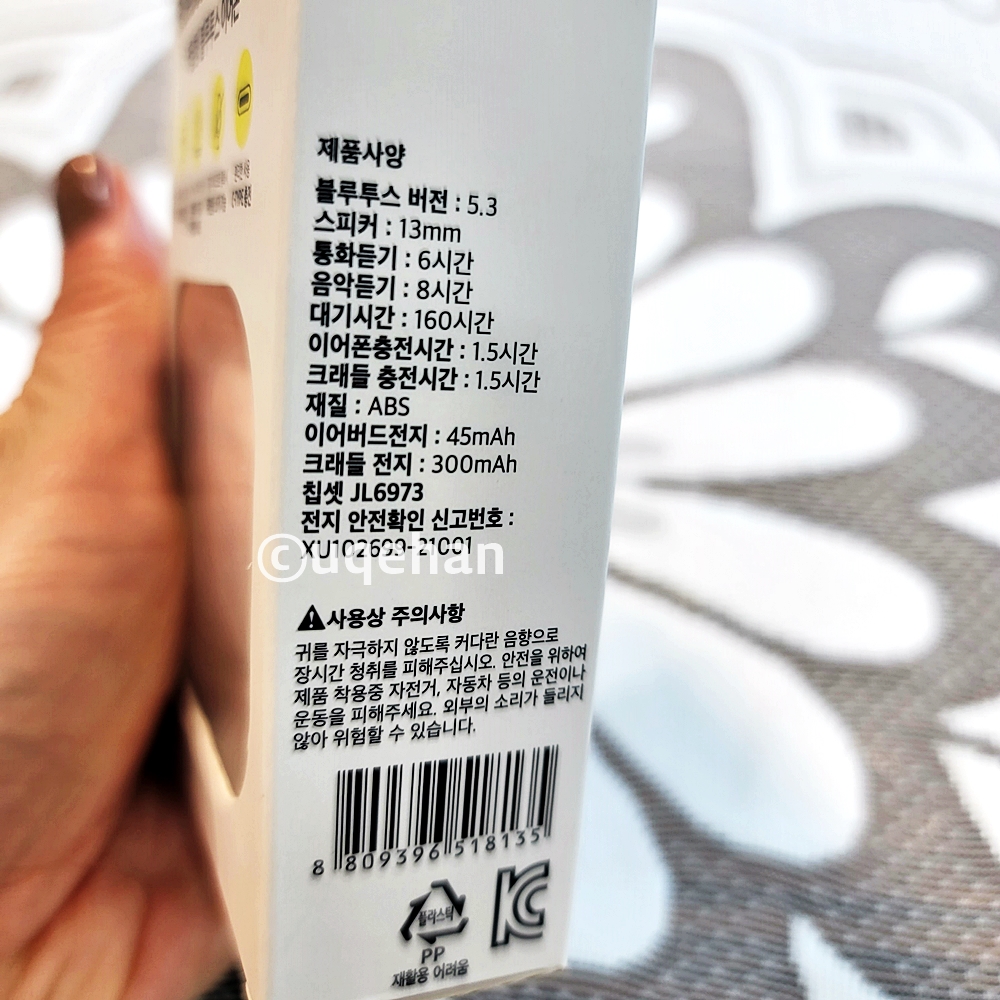 제품사양
블루투스 버전 : 5.3
스피커 : 13mm
통화듣기 : 6시간
음악듣기 : 8시간
대기시간 : 160시간
이어폰충전시간 : 1.5시간
크래들 충전시간 : 1.5시간
재질 : ABS
이어버드전지 : 45mAh
크래들 전지 : 300mAh
칩셋 JL6973
전지 안전확인 신고번호 :
XU102699-21001
©uqehan
사용상 주의사항
귀를 자극하지 않도록 커다란 음향으로
장시간 청취를 피해주십시오. 안전을 위하여
제품 착용중 자전거, 자동차 등의 운전이나
운동을 피해주세요. 외부의 소리가 들리지
않아 위험할 수 있습니다.
8 809396 518135
플라스틱
PP
재활용 어려움